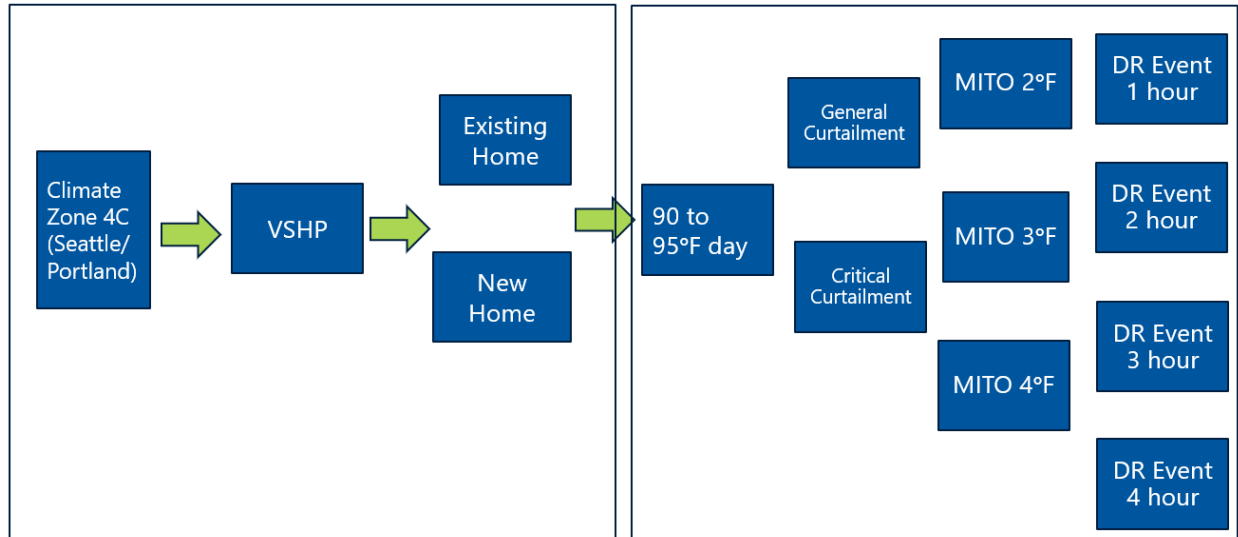 Climate
Zone 4C
(Seattle/
Portland)
VSHP
Existing
Home
New
Home
90 to
95°F day
General
Curtailment
Critical
Curtailment
MITO 2°F
MITO 3°F
MITO 4°F
DR Event
1 hour
DR Event
2 hour
DR Event
3 hour
DR Event
4 hour